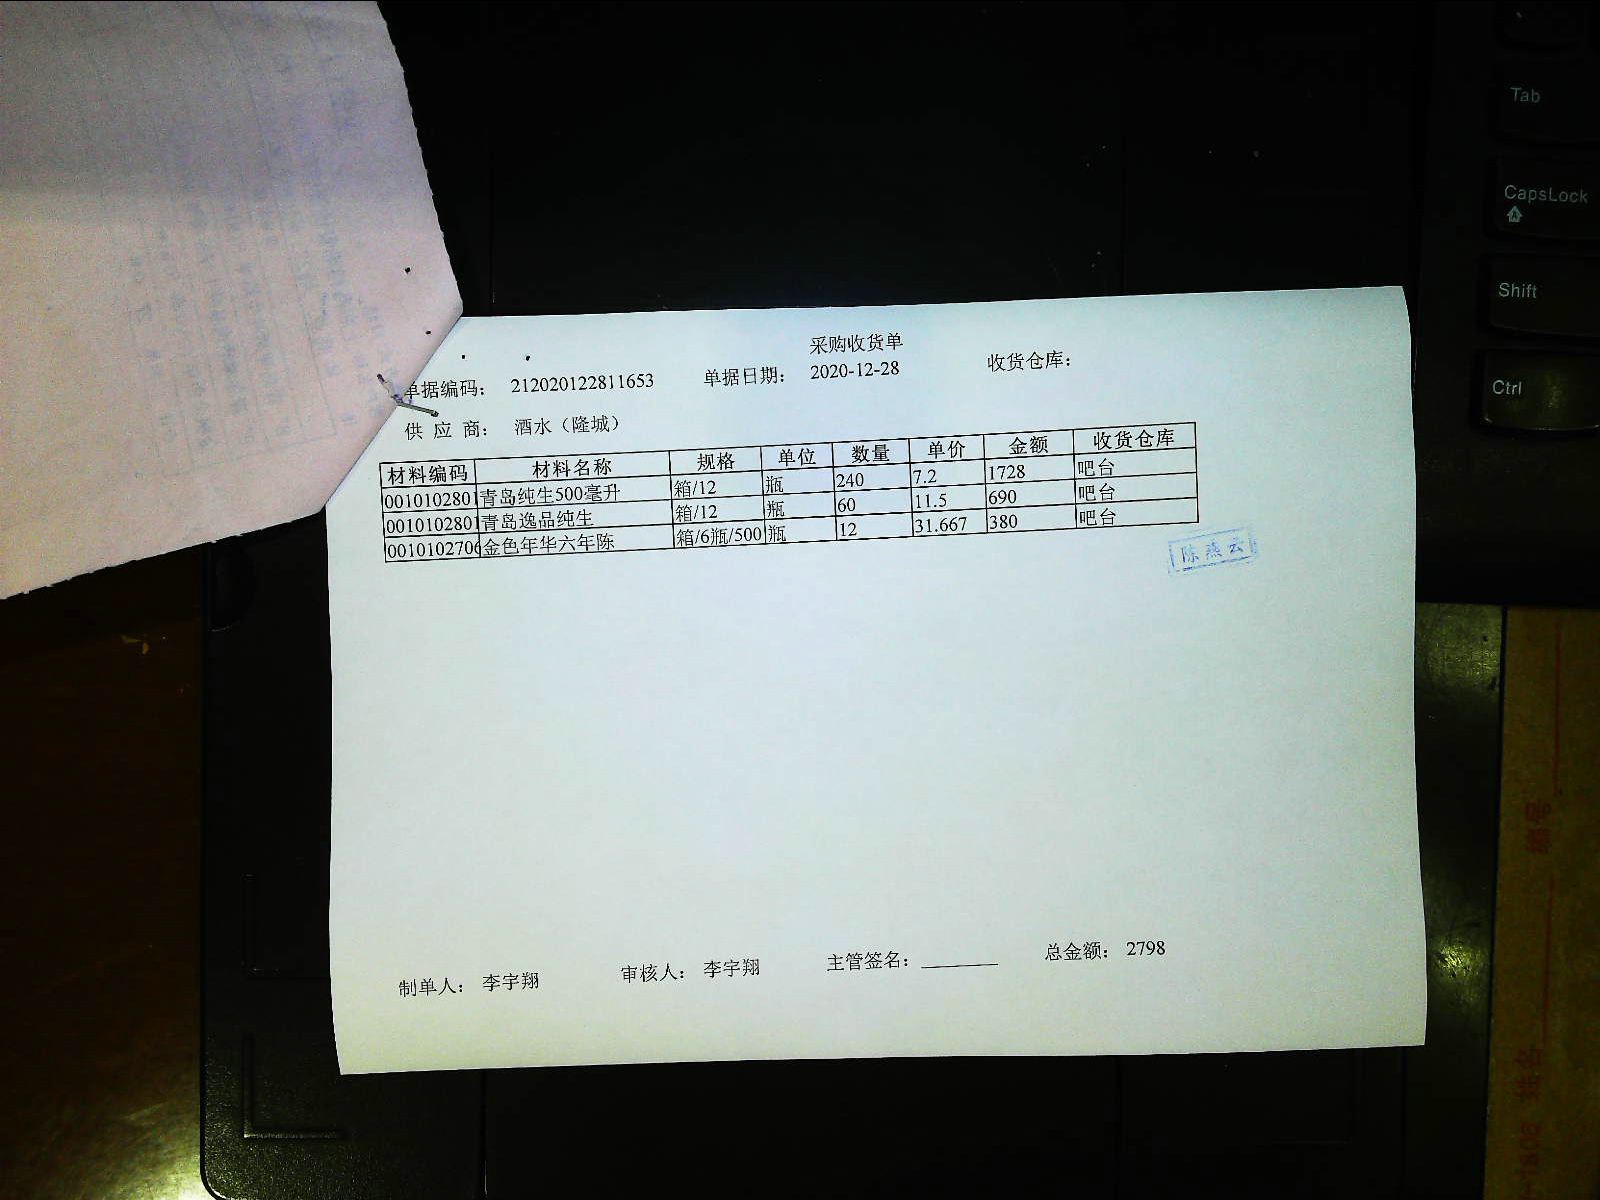 采购收货单
单据编码： 212020122811653 单据日期： 2020-12-28 收货仓库：
供 应 商： 酒水（隆城）
材料编码 材料名称 规格 单位 数量 单价 金额 收货仓库
0010102801 青岛纯生500毫升 箱/12 瓶 240 7.2 1728 吧台
0010102801 青岛逸品纯生 箱/12 瓶 60 11.5 690 吧台
0010102706 金色年华六年陈 箱/6瓶/500 瓶 12 31.667 380 吧台
陈燕云
制单人： 李宇翔 审核人： 李宇翔 主管签名： 总金额： 2798
Tab
CapsLock
Shift
Ctrl
编号
姓名